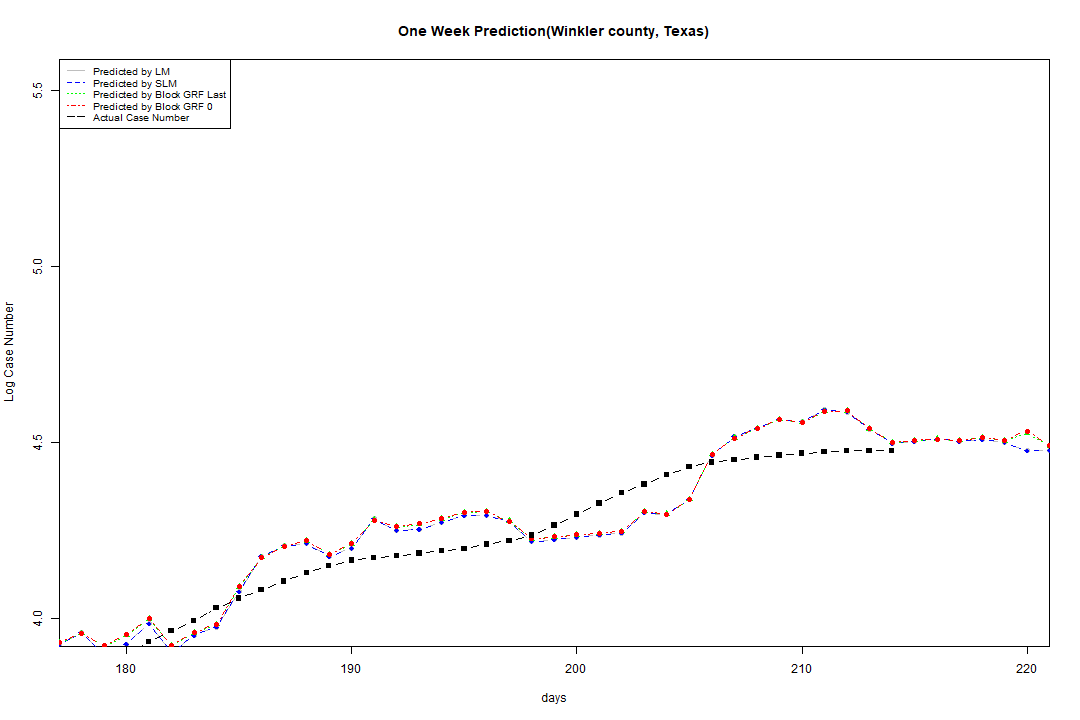 One Week Prediction(Winkler county, Texas)
Predicted by LM
Predicted by SLM
Predicted by Block GRF Last
Predicted by Block GRF 0
Actual Case Number
5.5
5.0
4.5
4.0
Log Case Number
180 190 200 210 220
days